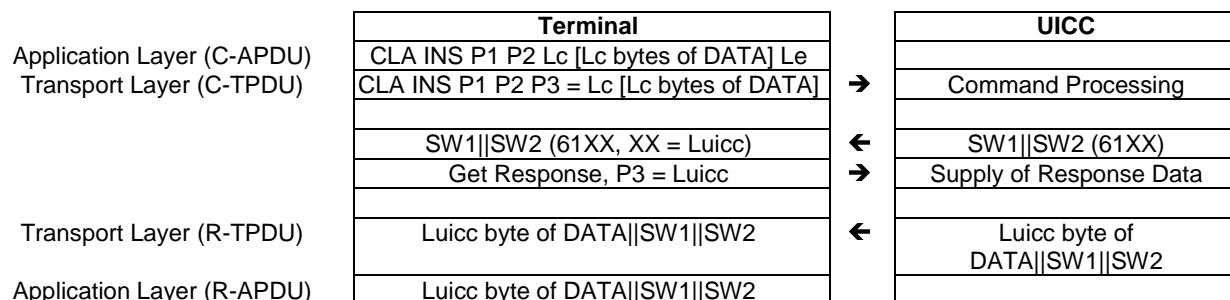 Terminal UICC
Application Layer (C-APDU) CLA INS P1 P2 Lc [Lc bytes of DATA] Le
Transport Layer (C-TPDU) CLA INS P1 P2 P3 = Lc [Lc bytes of DATA] → Command Processing
SW1||SW2 (61XX, XX = Luicc) ← SW1||SW2 (61XX)
Get Response, P3 = Luicc → Supply of Response Data
Transport Layer (R-TPDU) Luicc byte of DATA||SW1||SW2 ← Luicc byte of
DATA||SW1||SW2
Application Layer (R-APDU) Luicc byte of DATA||SW1||SW2